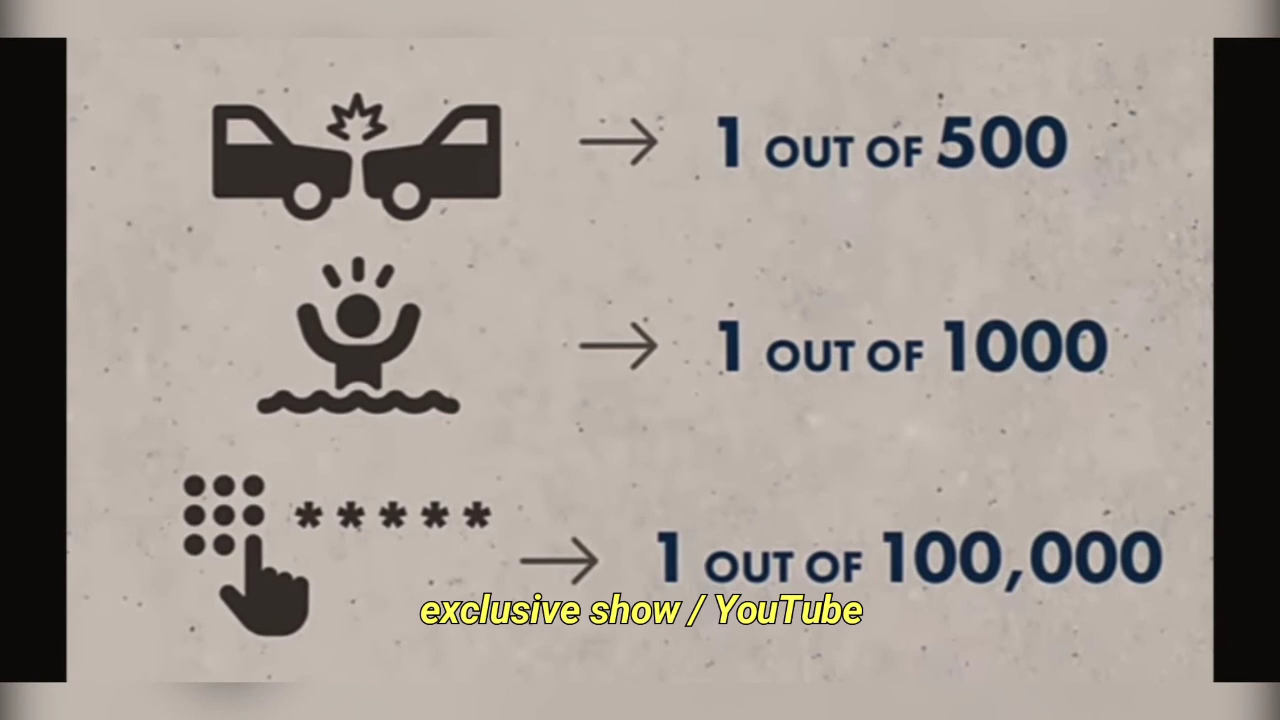 1 OUT OF 500
1 OUT OF 1000
* * * * *
1 OUT OF 100,000
exclusive show / YouTube